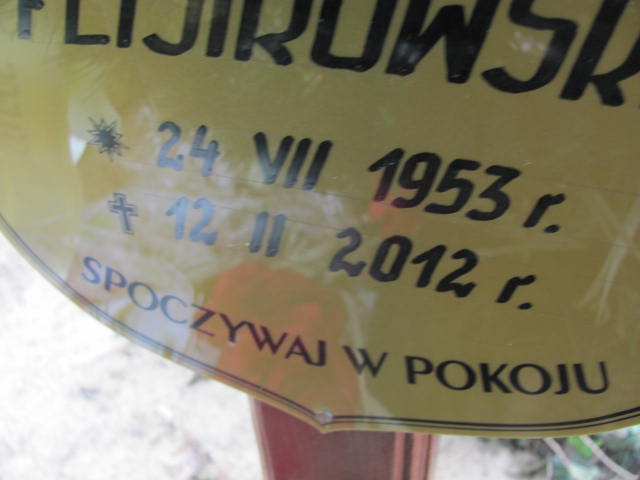 24 VII 1953 r.
12 II 2012 r.
SPOCZYWAJ W POKOJU